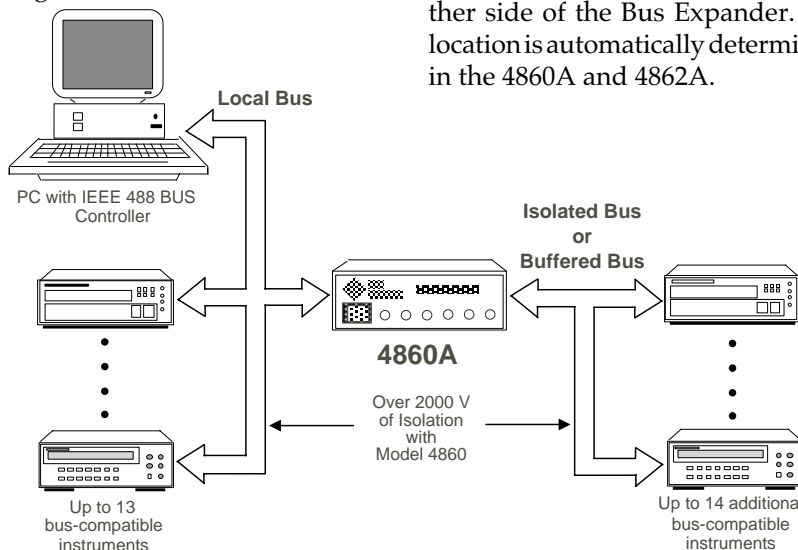 ther side of the Bus Expander.
location is automatically determi
in the 4860A and 4862A.
Local Bus
PC with IEEE 488 BUS
Controller
Isolated Bus
or
Buffered Bus
4860A
Over 2000 V
of Isolation
with
Model 4860
Up to 13
bus-compatible
instruments
Up to 14 additiona
bus-compatible
instruments